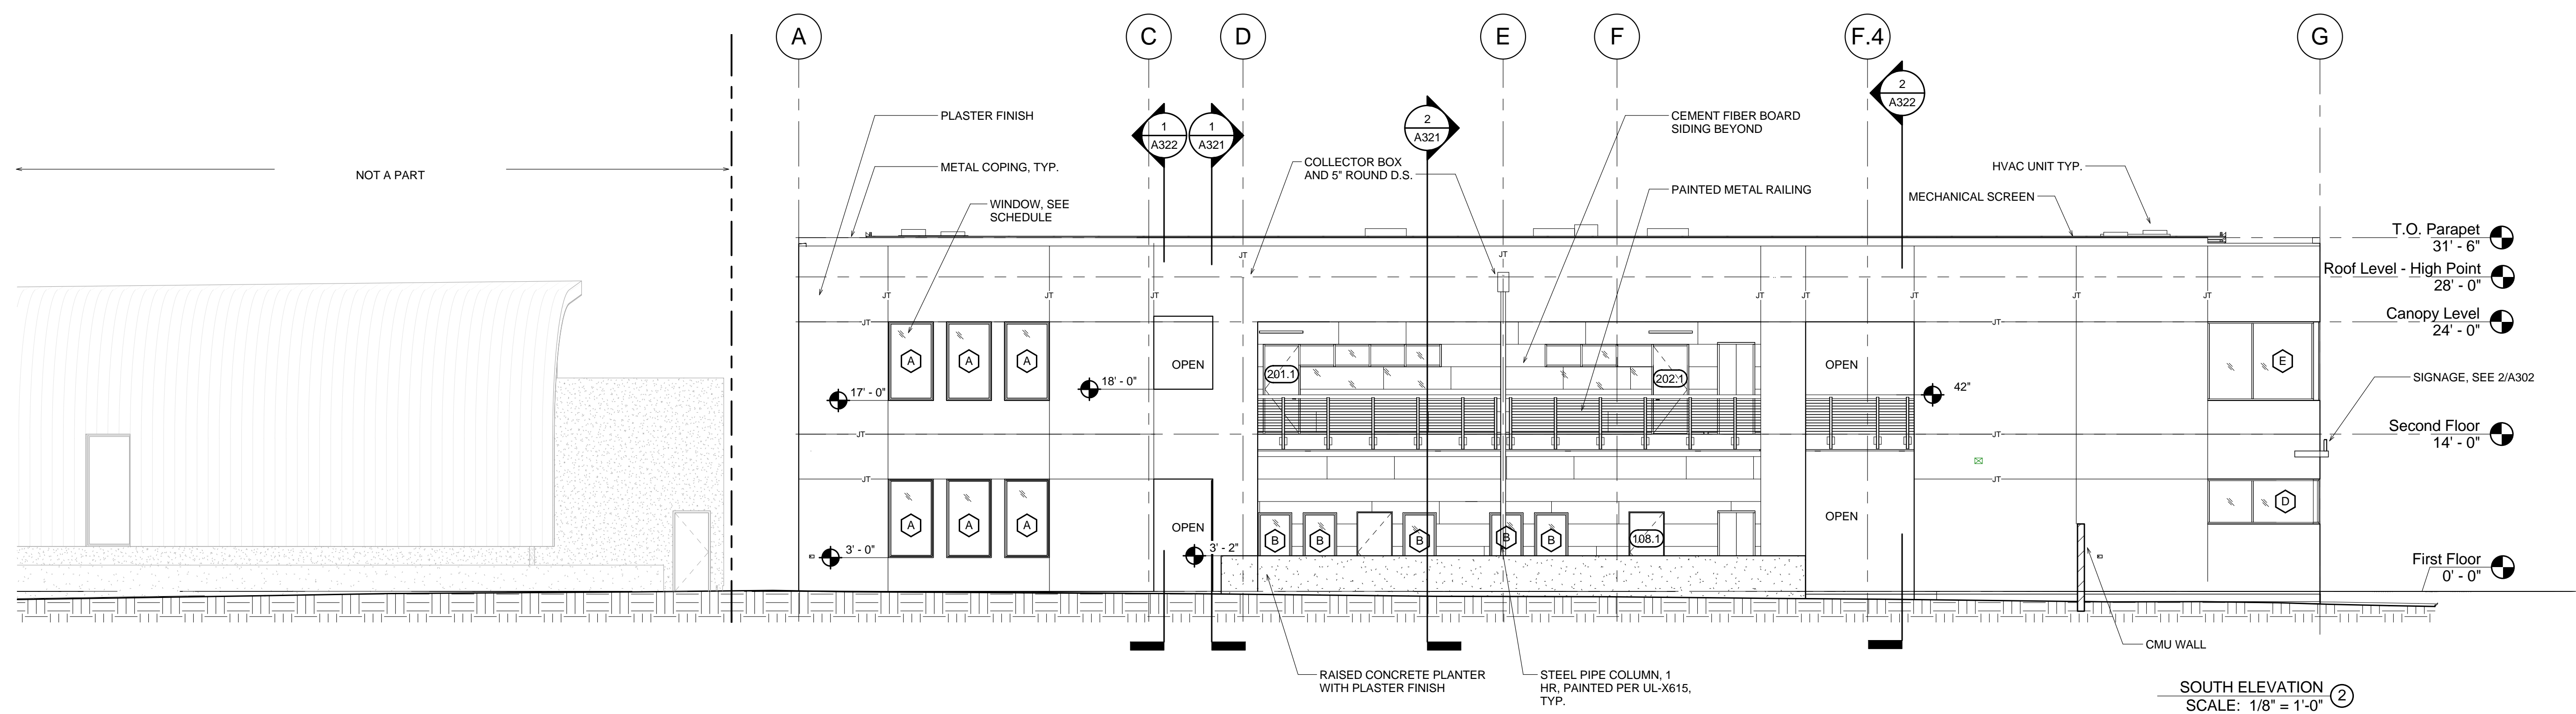 A
C
D
E
F
F.4
G
2
A322
1
A322
1
A321
2
A321
PLASTER FINISH
METAL COPING, TYP.
WINDOW, SEE
SCHEDULE
NOT A PART
COLLECTOR BOX
AND 5" ROUND D.S.
CEMENT FIBER BOARD
SIDING BEYOND
PAINTED METAL RAILING
HVAC UNIT TYP.
MECHANICAL SCREEN
T.O. Parapet
31' - 6"
Roof Level - High Point
28' - 0"
Canopy Level
24' - 0"
SIGNAGE, SEE 2/A302
Second Floor
14' - 0"
First Floor
0' - 0"
JT
JT
JT
JT
JT
JT
JT
JT
JT
JT
JT
JT
JT
A
A
A
OPEN
201.1
202.1
OPEN
E
17' - 0"
18' - 0"
42"
JT
JT
JT
JT
A
A
A
OPEN
B
B
B
B
B
108.1
OPEN
D
3' - 0"
3' - 2"
CMU WALL
RAISED CONCRETE PLANTER
WITH PLASTER FINISH
STEEL PIPE COLUMN, 1
HR, PAINTED PER UL-X615,
TYP.
SOUTH ELEVATION
2
SCALE: 1/8" = 1'-0"